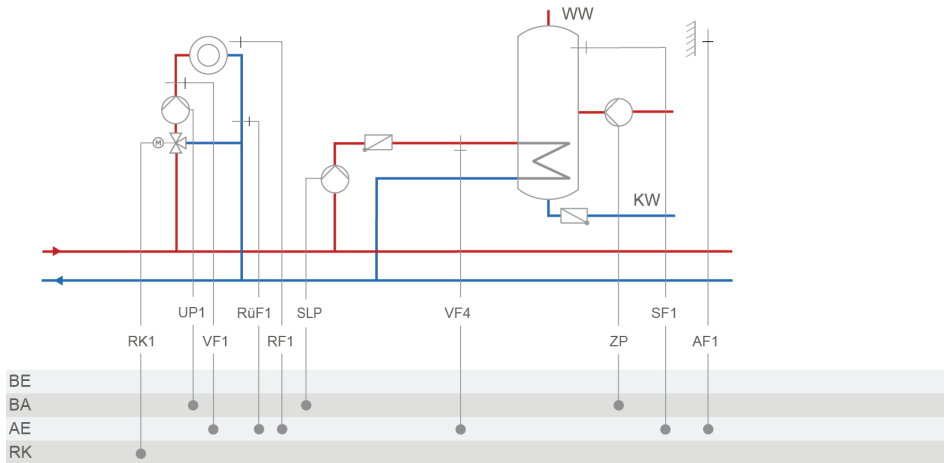 WW
M
KW
UP1 RüF1 SLP VF4 SF1
RK1 VF1 RF1 ZP AF1
BE
BA
AE
RK